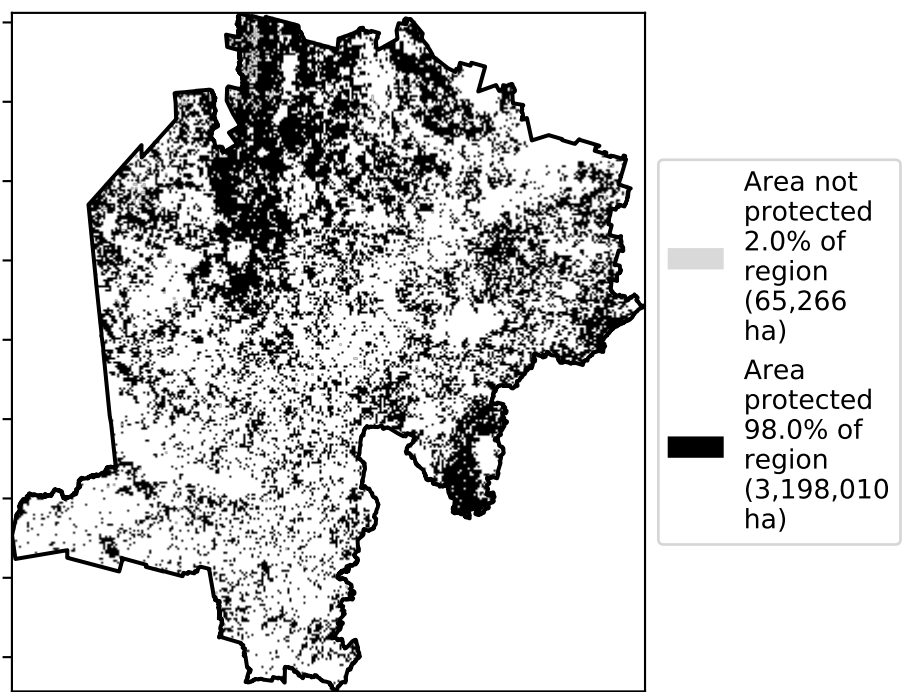 Area not
protected
2.0% of
region
(65,266
ha)
Area
protected
98.0% of
region
(3,198,010
ha)